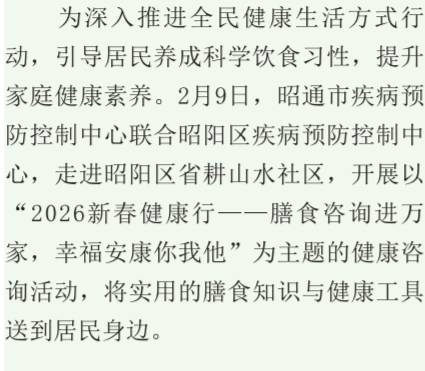 为深入推进全民健康生活方式行
动，引导居民养成科学饮食习性，提升
家庭健康素养。2月9日，昭通市疾病预
防控制中心联合昭阳区疾病预防控制中
心，走进昭阳区省耕山水社区，开展以
“2026新春健康行——膳食咨询进万
家，幸福安康你我他”为主题的健康咨
询活动，将实用的膳食知识与健康工具
送到居民身边。